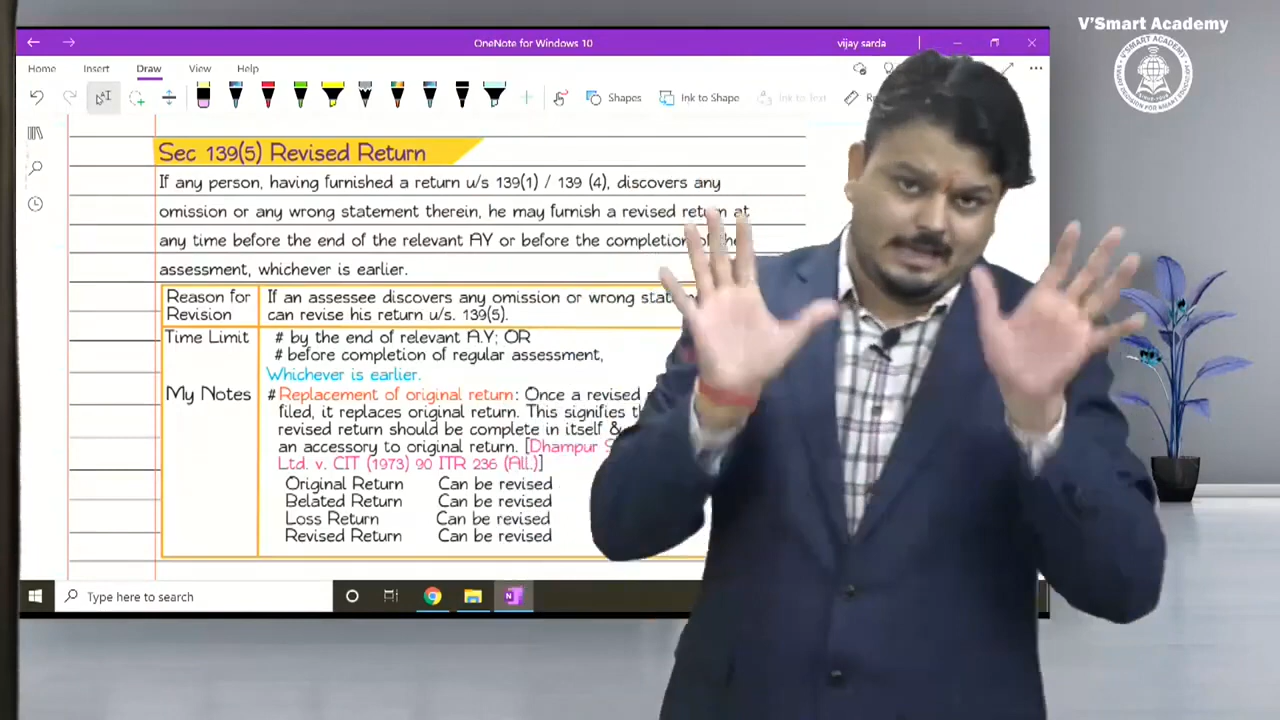 V'Smart Academy
OneNote for Windows 10
vijay sarda
Home Insert Draw View Help
Shapes Ink to Shape Ink to Text
Sec 139(5) Revised Return
If any person, having furnished a return u/s 139(1) / 139 (4), discovers any
omission or any wrong statement therein, he may furnish a revised return at
any time before the end of the relevant AY or before the completion of the
assessment, whichever is earlier.
Reason for Revision
If an assessee discovers any omission or wrong
can revise his return u/s. 139(5).
Time Limit
# by the end of relevant A.Y; OR
# before completion of regular assessment,
Whichever is earlier.
My Notes
# Replacement of original return: Once a revised
filed, it replaces original return. This signifies
revised return should be complete in itself &
an accessory to original return. [Dhampur
Ltd. v. CIT (1973) 90 ITR 236 (All.)]
Original Return Can be revised
Belated Return Can be revised
Loss Return Can be revised
Revised Return Can be revised
Type here to search